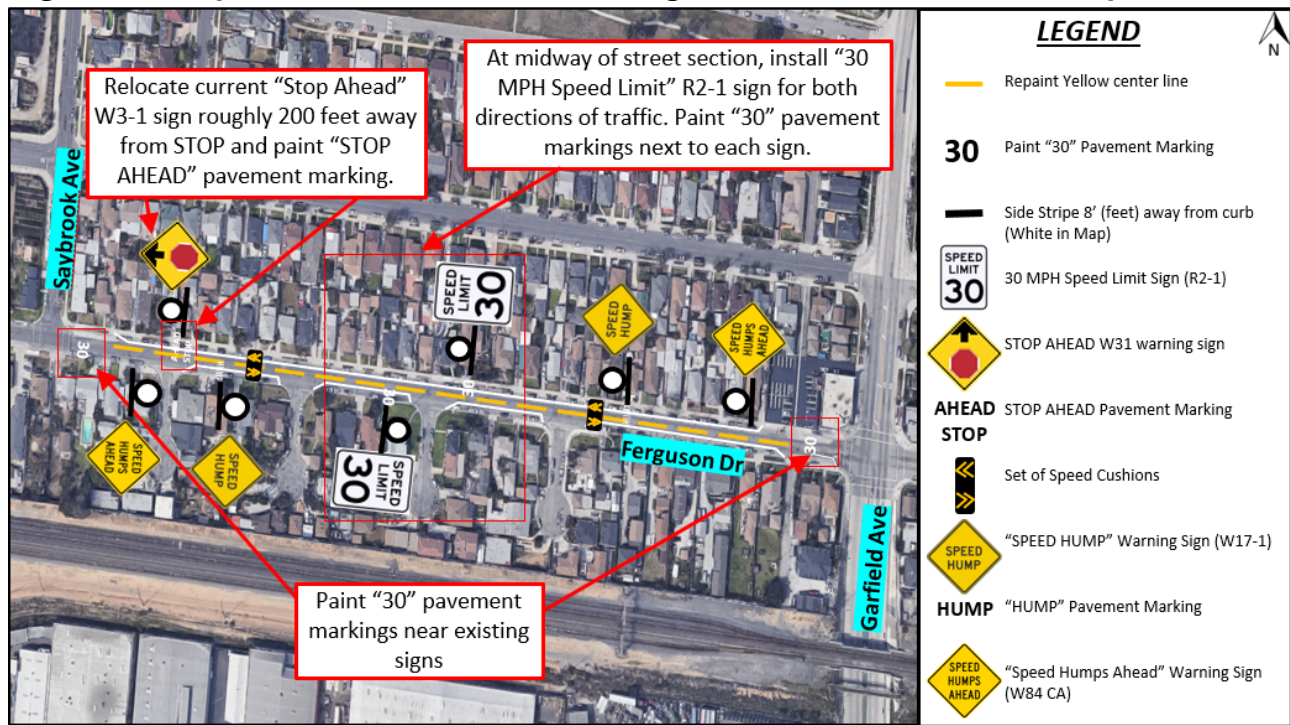 LEGEND
N
Relocate current “Stop Ahead”
W3-1 sign roughly 200 feet away
from STOP and paint “STOP
AHEAD” pavement marking.
At midway of street section, install “30
MPH Speed Limit” R2-1 sign for both
directions of traffic. Paint “30” pavement
markings next to each sign.
Saybrook Ave
30
AHEAD
STOP
SPEED
HUMPS
AHEAD
SPEED
HUMP
SPEED
LIMIT
30
30
30
SPEED
LIMIT
30
SPEED
HUMP
SPEED
HUMPS
AHEAD
30
Ferguson Dr
Garfield Ave
Paint “30” pavement
markings near existing
signs
Repaint Yellow center line
30
Paint “30” Pavement Marking
Side Stripe 8’ (feet) away from curb
(White in Map)
SPEED
LIMIT
30
30 MPH Speed Limit Sign (R2-1)
STOP AHEAD W31 warning sign
AHEAD
STOP
STOP AHEAD Pavement Marking
Set of Speed Cushions
SPEED
HUMP
“SPEED HUMP” Warning Sign (W17-1)
HUMP
“HUMP” Pavement Marking
SPEED
HUMPS
AHEAD
“Speed Humps Ahead” Warning Sign
(W84 CA)